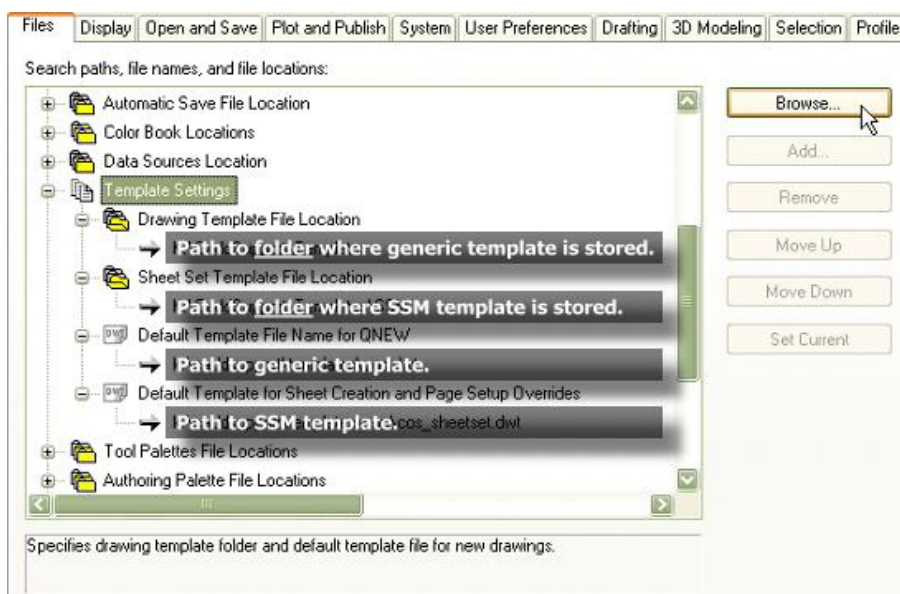 Files Display Open and Save Plot and Publish System User Preferences Drafting 3D Modeling Selection Profile
Search paths, file names, and file locations:
Automatic Save File Location
Color Book Locations
Data Sources Location
Template Settings
Drawing Template File Location
Path to folder where generic template is stored.
Sheet Set Template File Location
Path to folder where SSM template is stored.
Default Template File Name for QNEW
Path to generic template.
Default Template for Sheet Creation and Page Setup Overrides
Path to SSM template. \cos_sheetset.dwt
Tool Palettes File Locations
Authoring Palette File Locations
Browse...
Add...
Remove
Move Up
Move Down
Set Current
Specifies drawing template folder and default template file for new drawings.